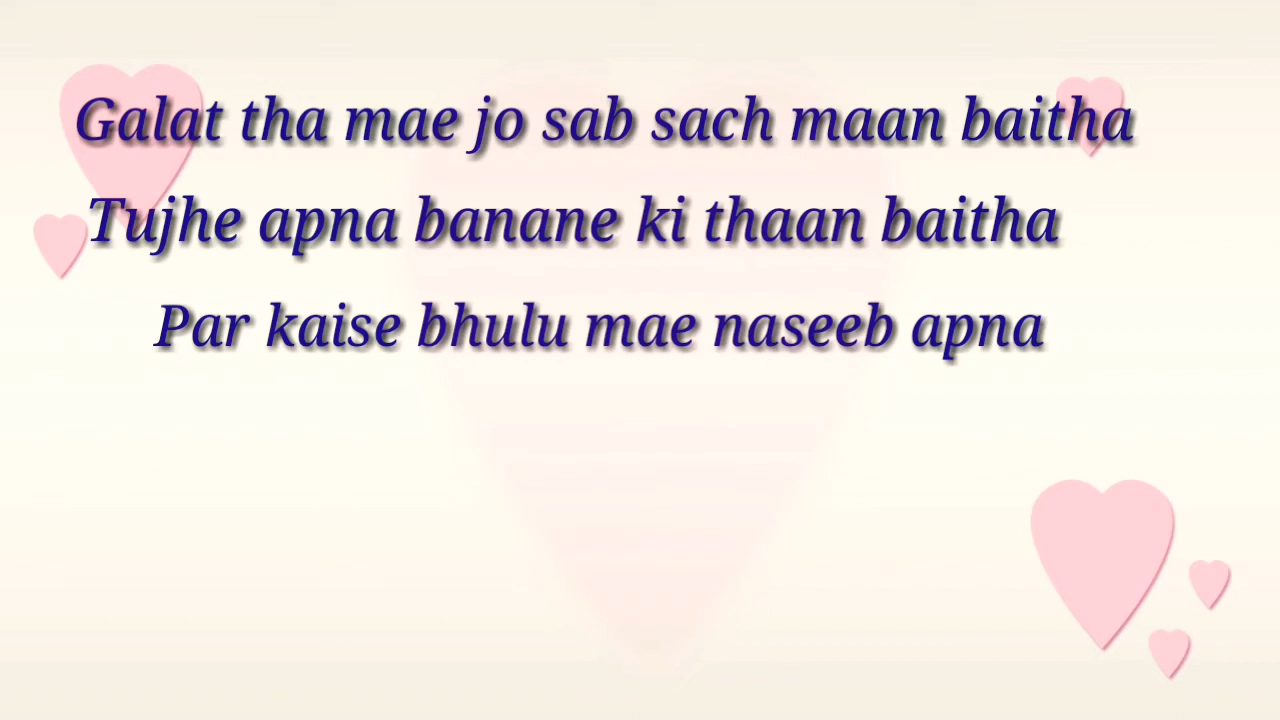 Galat tha mae jo sab sach maan baitha
Tujhe apna banane ki thaan baitha
Par kaise bhulu mae naseeb apna